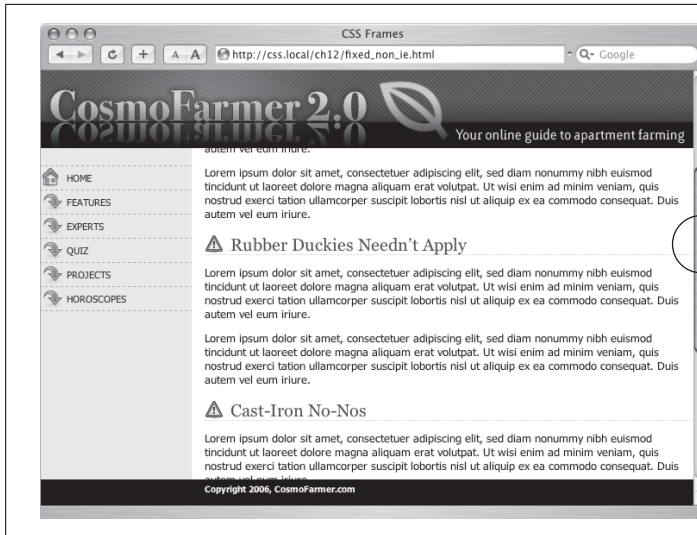 CSS Frames
A A http://css.local/ch12/fixed_non_ie.html Google
CosmoFarmer 2.0
Your online guide to apartment farming
autem vel eum iriure.
HOME
FEATURES
EXPERTS
QUIZ
PROJECTS
HOROSCOPES
Lorem ipsum dolor sit amet, consectetuer adipiscing elit, sed diam nonummy nibh euismod
tincidunt ut laoreet dolore magna aliquam erat volutpat. Ut wisi enim ad minim veniam, quis
nostrud exerci tation ullamcorper suscipit lobortis nisl ut aliquip ex ea commodo consequat. Duis
autem vel eum iriure.
Rubber Duckies Needn't Apply
Lorem ipsum dolor sit amet, consectetuer adipiscing elit, sed diam nonummy nibh euismod
tincidunt ut laoreet dolore magna aliquam erat volutpat. Ut wisi enim ad minim veniam, quis
nostrud exerci tation ullamcorper suscipit lobortis nisl ut aliquip ex ea commodo consequat. Duis
autem vel eum iriure.
Lorem ipsum dolor sit amet, consectetuer adipiscing elit, sed diam nonummy nibh euismod
tincidunt ut laoreet dolore magna aliquam erat volutpat. Ut wisi enim ad minim veniam, quis
nostrud exerci tation ullamcorper suscipit lobortis nisl ut aliquip ex ea commodo consequat. Duis
autem vel eum iriure.
Cast-Iron No-Nos
Lorem ipsum dolor sit amet, consectetuer adipiscing elit, sed diam nonummy nibh euismod
tincidunt ut laoreet dolore magna aliquam erat volutpat. Ut wisi enim ad minim veniam, quis
nostrud exerci tation ullamcorper suscipit lobortis nisl ut aliquip ex ea commodo consequat. Duis
autem vel eum iriure.
Copyright 2006, CosmoFarmer.com